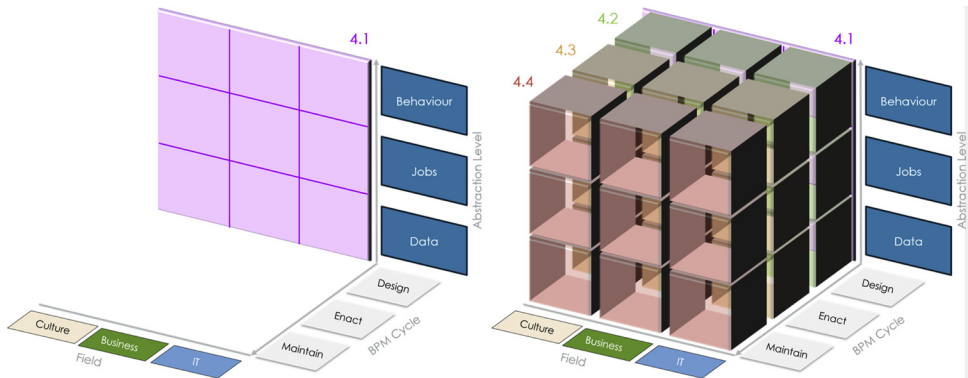 4.1
Behaviour
Jobs
Data
Abstraction Level
Design
Enact
Maintain
BPM Cycle
Culture
Business
IT
Field
4.2
4.3
4.4
4.1
Behaviour
Jobs
Data
Abstraction Level
Design
Enact
Maintain
BPM Cycle
Culture
Business
IT
Field